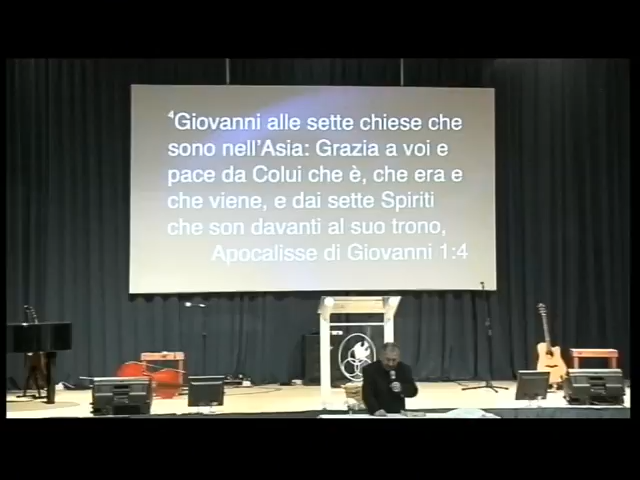 ⁴Giovanni alle sette chiese che
sono nell'Asia: Grazia a voi e
pace da Colui che è, che era e
che viene, e dai sette Spiriti
che son davanti al suo trono,
Apocalisse di Giovanni 1:4